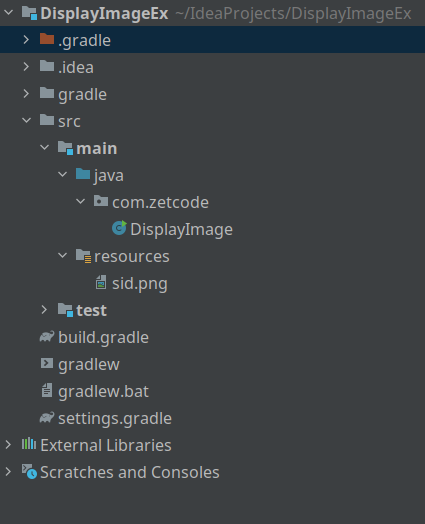 DisplayImageEx ~/IdeaProjects/DisplayImageEx
.gradle
.idea
gradle
src
main
java
com.zetcode
DisplayImage
resources
sid.png
test
build.gradle
gradlew
gradlew.bat
settings.gradle
External Libraries
Scratches and Consoles